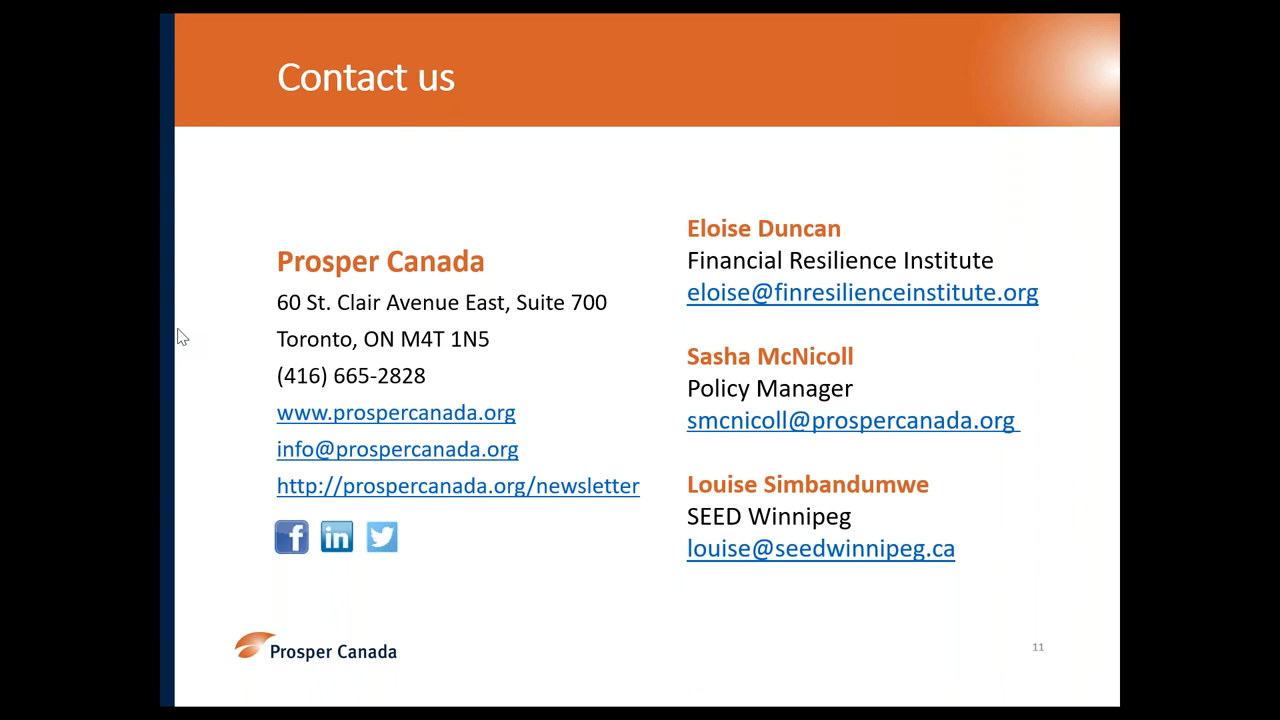 Contact us
Prosper Canada
60 St. Clair Avenue East, Suite 700
Toronto, ON M4T 1N5
(416) 665-2828
www.prospercanada.org
info@prospercanada.org
http://prospercanada.org/newsletter
Eloise Duncan
Financial Resilience Institute
eloise@finresilienceinstitute.org
Sasha McNicoll
Policy Manager
smcnicoll@prospercanada.org
Louise Simbandumwe
SEED Winnipeg
louise@seedwinnipeg.ca
Prosper Canada
11